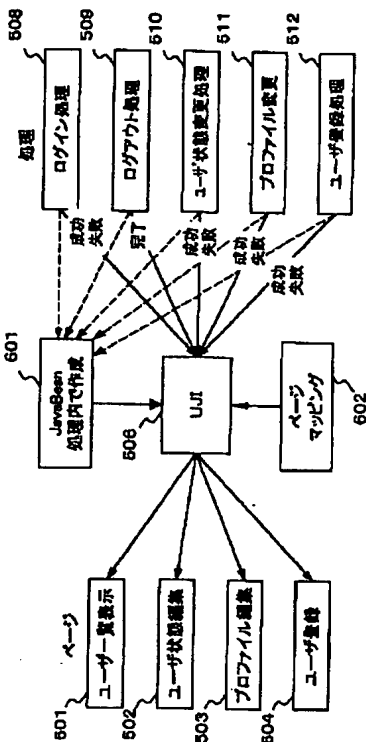 508
509
510
511
512
処理
ログイン処理
ログアウト処理
ユーザ状態変更処理
プロファイル変更
ユーザ登録処理
成功
失敗
完了
成功
失敗
成功
失敗
成功
失敗
601
JavaBean
処理内で作成
506
UJI
ページ
マッピング
602
ページ
501
ユーザ一覧表示
502
ユーザ状態編集
503
プロファイル編集
504
ユーザ登録